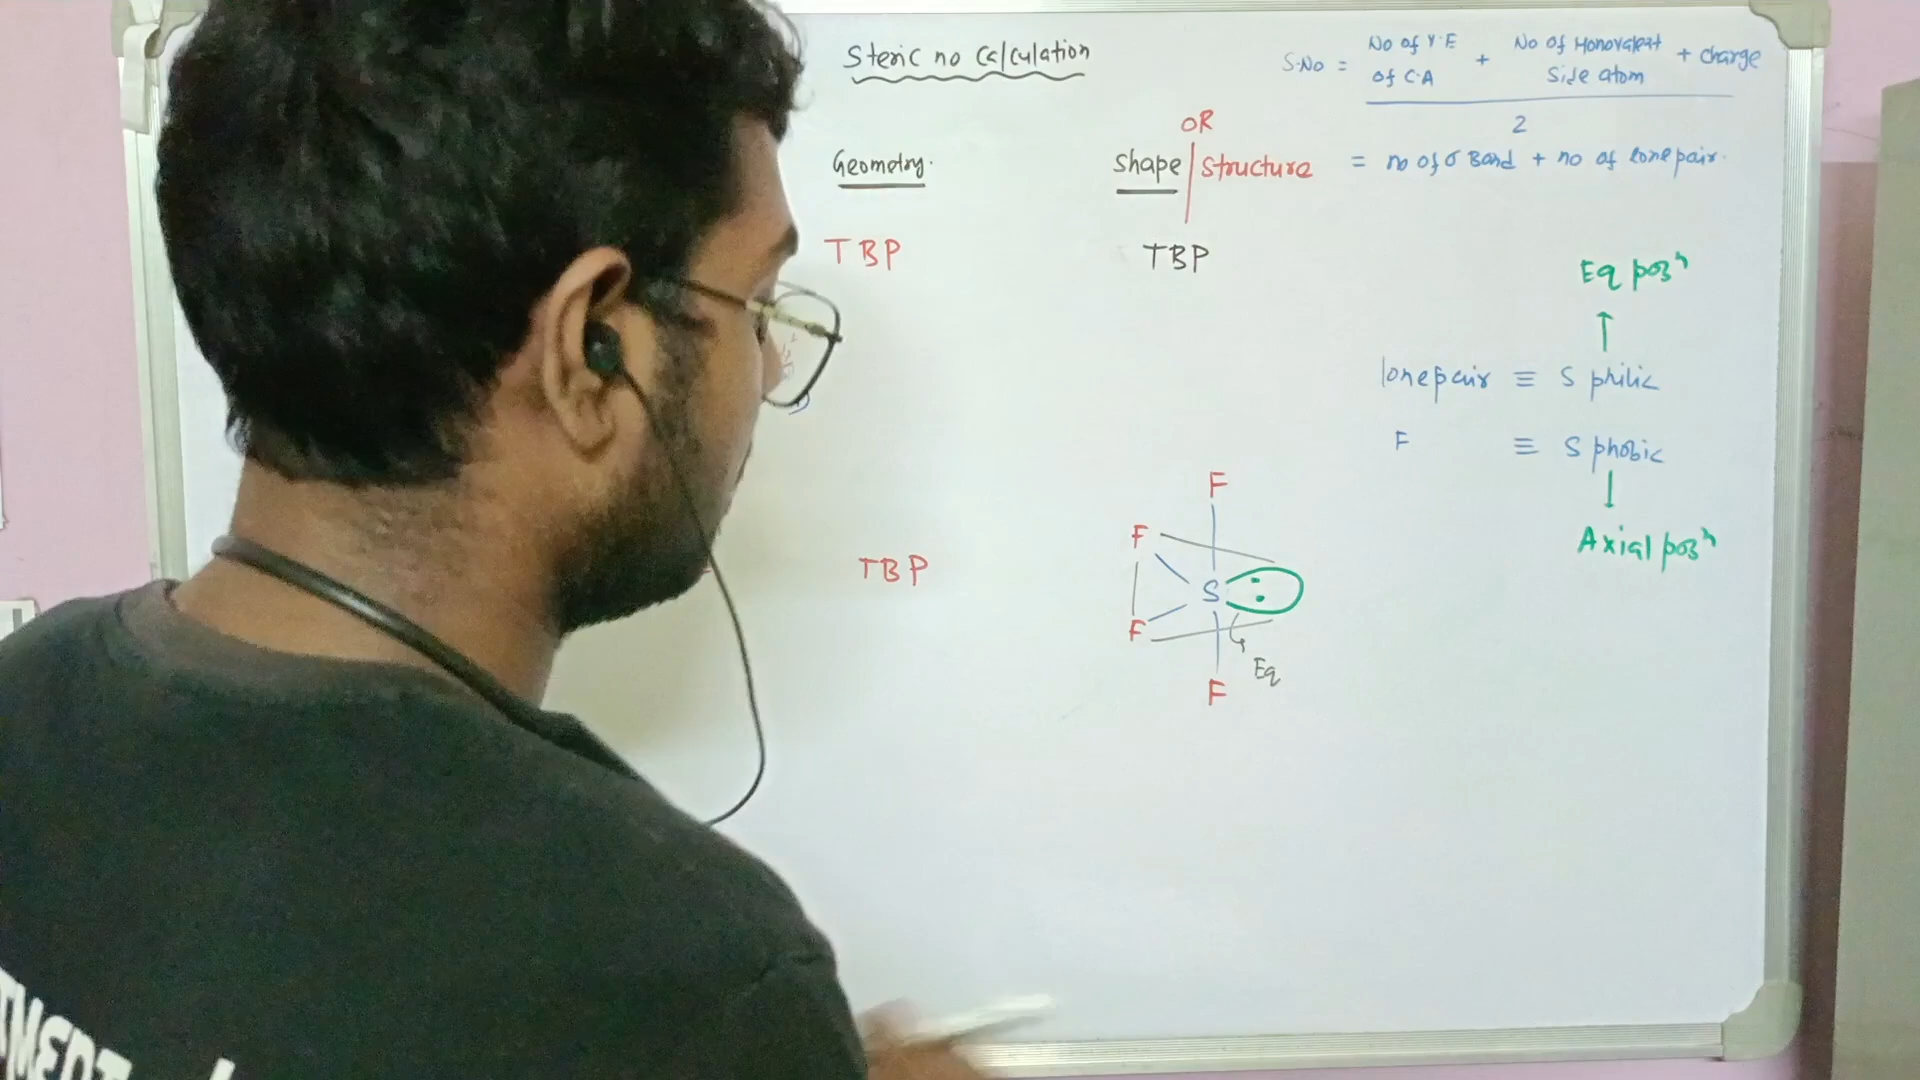 Steric no calculation
S.No = No of V.E of C.A + No of Monovalent Side atom + charge
2
= no of σ Bond + no of lone pair.
OR
Geometry.
shape | structure
TBP
TBP
Eq posⁿ
↑
lonepair ≡ S philic
F ≡ S phobic
↓
Axial posⁿ
TBP
F
F
S :
F
Eq
F